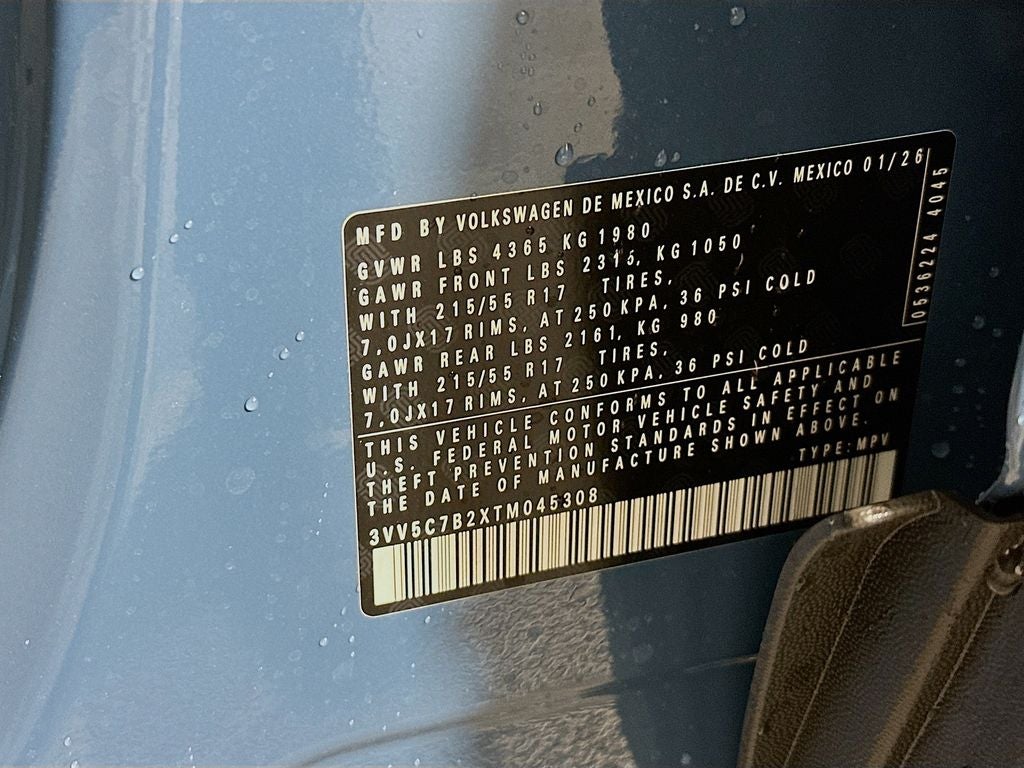 MFD BY VOLKSWAGEN DE MEXICO S.A. DE C.V. MEXICO 01/26
GVWR LBS 4365 KG 1980
GAWR FRONT LBS 2315, KG 1050
WITH 215/55 R17 TIRES,
7,0JX17 RIMS, AT 250 KPA, 36 PSI COLD
GAWR REAR LBS 2161, KG 980
WITH 215/55 R17 TIRES,
7,0JX17 RIMS, AT 250 KPA, 36 PSI COLD
THIS VEHICLE CONFORMS TO ALL APPLICABLE
U.S. FEDERAL MOTOR VEHICLE SAFETY AND
THEFT PREVENTION STANDARDS IN EFFECT ON
THE DATE OF MANUFACTURE SHOWN ABOVE.
TYPE: MPV
3VV5C7B2XTM045308
0536224 4045